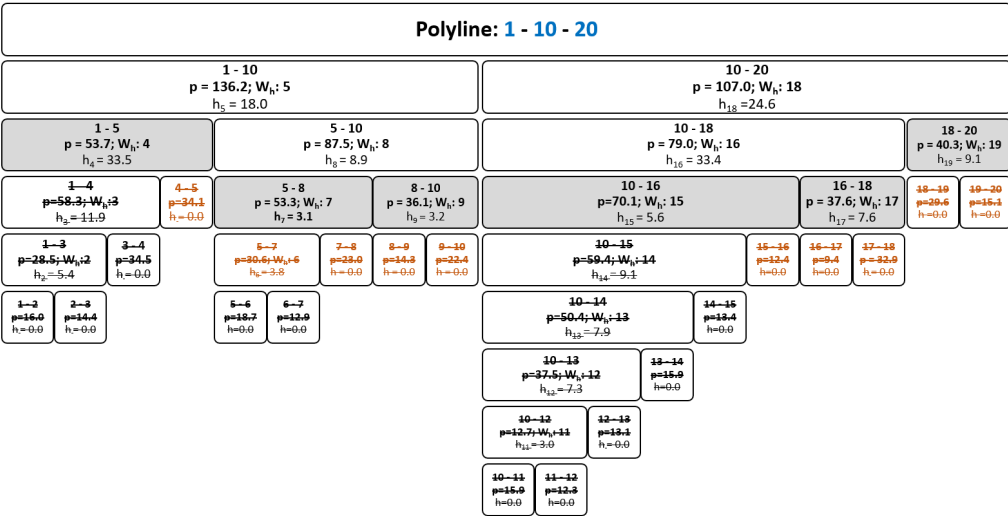 Polyline: 1 - 10 - 20
1 - 10
p = 136.2; Wh: 5
h5 = 18.0
10 - 20
p = 107.0; Wh: 18
h18 =24.6
1 - 5
p = 53.7; Wh: 4
h4 = 33.5
5 - 10
p = 87.5; Wh: 8
h8 = 8.9
10 - 18
p = 79.0; Wh: 16
h16 = 33.4
18 - 20
p = 40.3; Wh: 19
h19 = 9.1
1 - 4
p=58.3; Wh:3
h3 = 11.9
4 - 5
p=34.1
h = 0.0
5 - 8
p = 53.3; Wh: 7
h7 = 3.1
8 - 10
p = 36.1; Wh: 9
h9 = 3.2
10 - 16
p=70.1; Wh: 15
h15 = 5.6
16 - 18
p = 37.6; Wh: 17
h17 = 7.6
18 - 19
p=29.6
h=0.0
19 - 20
p=15.1
h=0.0
1 - 3
p=28.5; Wh:2
h2 = 5.4
3 - 4
p=34.5
h = 0.0
5 - 7
p=30.6; Wh: 6
h6 = 3.8
7 - 8
p=23.0
h = 0.0
8 - 9
p=14.3
h = 0.0
9 - 10
p=22.4
h = 0.0
10 - 15
p=59.4; Wh: 14
h14 = 9.1
15 - 16
p=12.4
h=0.0
16 - 17
p=9.4
h=0.0
17 - 18
p = 32.9
h = 0.0
1 - 2
p=16.0
h = 0.0
2 - 3
p=14.4
h = 0.0
5 - 6
p=18.7
h=0.0
6 - 7
p=12.9
h=0.0
10 - 14
p=50.4; Wh: 13
h13 = 7.9
14 - 15
p=13.4
h=0.0
10 - 13
p=37.5; Wh: 12
h12 = 7.3
13 - 14
p=15.9
h=0.0
10 - 12
p=12.7; Wh: 11
h11 = 3.0
12 - 13
p=13.1
h = 0.0
10 - 11
p=15.9
h=0.0
11 - 12
p=12.3
h=0.0